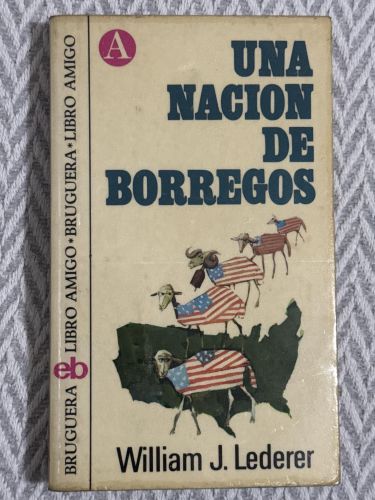 A
UNA
NACION
DE
BORREGOS
William J. Lederer
BRUGUERA eb LIBRO AMIGO • BRUGUERA • LIBRO AMIGO